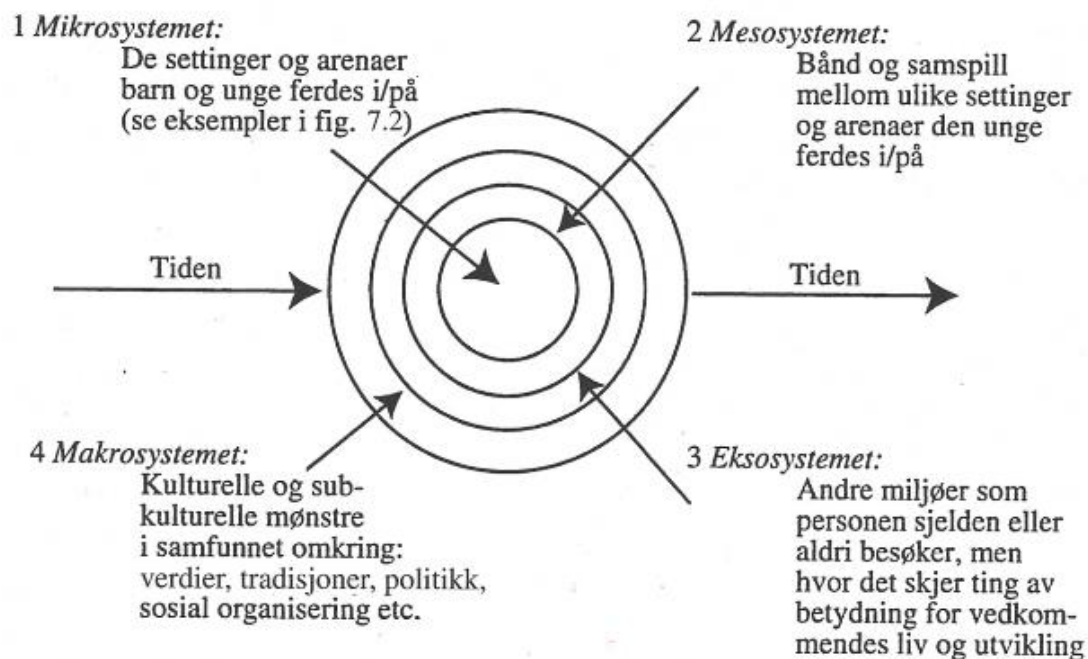 1 Mikrosystemet:
De settinger og arenaer
barn og unge ferdes i/på
(se eksempler i fig. 7.2)
2 Mesosystemet:
Bånd og samspill
mellom ulike settinger
og arenaer den unge
ferdes i/på
Tiden
Tiden
4 Makrosystemet:
Kulturelle og sub-
kulturelle mønstre
i samfunnet omkring:
verdier, tradisjoner, politikk,
sosial organisering etc.
3 Eksosystemet:
Andre miljøer som
personen sjelden eller
aldri besøker, men
hvor det skjer ting av
betydning for vedkom-
mendes liv og utvikling